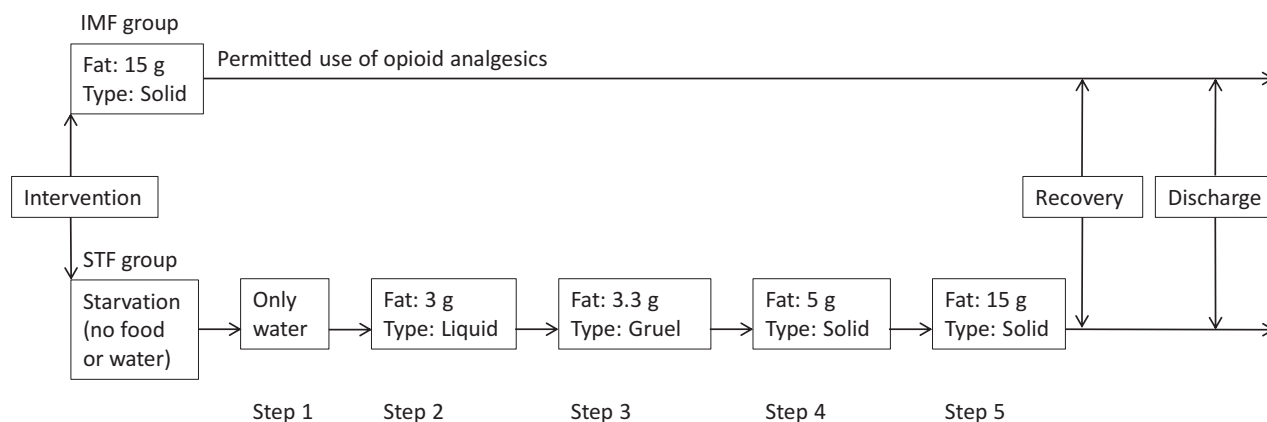 IMF group
Fat: 15 g
Type: Solid
Permitted use of opioid analgesics
Intervention
Recovery
Discharge
STF group
Starvation
(no food
or water)
Only
water
Fat: 3 g
Type: Liquid
Fat: 3.3 g
Type: Gruel
Fat: 5 g
Type: Solid
Fat: 15 g
Type: Solid
Step 1
Step 2
Step 3
Step 4
Step 5